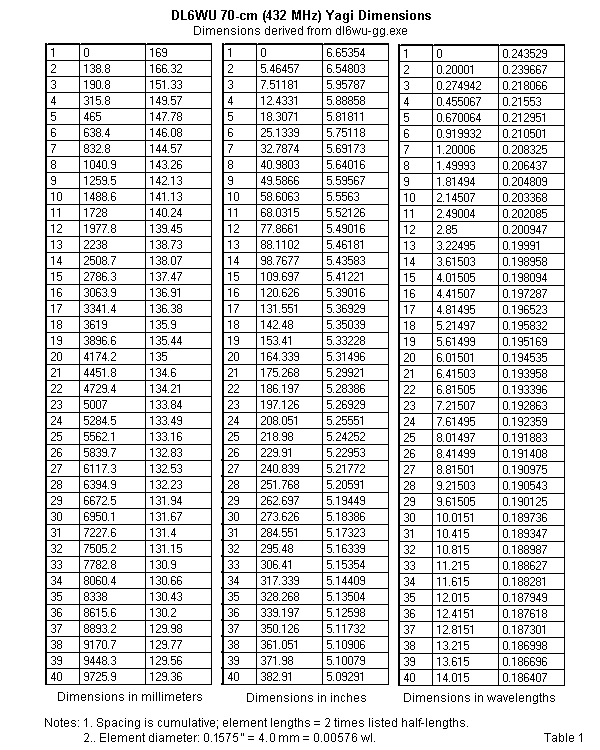 DL6WU 70-cm (432 MHz) Yagi Dimensions
Dimensions derived from dl6wu-gg.exe
1 0 169 1 0 6.65354 1 0 0.243529
2 138.8 166.32 2 5.46457 6.54803 2 0.20001 0.239667
3 190.8 151.33 3 7.51181 5.95787 3 0.274942 0.218066
4 315.8 149.57 4 12.4331 5.88858 4 0.455067 0.21553
5 465 147.78 5 18.3071 5.81811 5 0.670064 0.212951
6 638.4 146.08 6 25.1339 5.75118 6 0.919932 0.210501
7 832.8 144.57 7 32.7874 5.69173 7 1.20006 0.208325
8 1040.9 143.26 8 40.9803 5.64016 8 1.49993 0.206437
9 1259.5 142.13 9 49.5866 5.59567 9 1.81494 0.204809
10 1488.6 141.13 10 58.6063 5.5563 10 2.14507 0.203368
11 1728 140.24 11 68.0315 5.52126 11 2.49004 0.202085
12 1977.8 139.45 12 77.8661 5.49016 12 2.85 0.200947
13 2238 138.73 13 88.1102 5.46181 13 3.22495 0.19991
14 2508.7 138.07 14 98.7677 5.43583 14 3.61503 0.198958
15 2786.3 137.47 15 109.697 5.41221 15 4.01505 0.198094
16 3063.9 136.91 16 120.626 5.39016 16 4.41507 0.197287
17 3341.4 136.38 17 131.551 5.36929 17 4.81495 0.196523
18 3619 135.9 18 142.48 5.35039 18 5.21497 0.195832
19 3896.6 135.44 19 153.41 5.33228 19 5.61499 0.195169
20 4174.2 135 20 164.339 5.31496 20 6.01501 0.194535
21 4451.8 134.6 21 175.268 5.29921 21 6.41503 0.193958
22 4729.4 134.21 22 186.197 5.28386 22 6.81505 0.193396
23 5007 133.84 23 197.126 5.26929 23 7.21507 0.192863
24 5284.5 133.49 24 208.051 5.25551 24 7.61495 0.192359
25 5562.1 133.16 25 218.98 5.24252 25 8.01497 0.191883
26 5839.7 132.83 26 229.91 5.22953 26 8.41499 0.191408
27 6117.3 132.53 27 240.839 5.21772 27 8.81501 0.190975
28 6394.9 132.23 28 251.768 5.20591 28 9.21503 0.190543
29 6672.5 131.94 29 262.697 5.19449 29 9.61505 0.190125
30 6950.1 131.67 30 273.626 5.18386 30 10.0151 0.189736
31 7227.6 131.4 31 284.551 5.17323 31 10.415 0.189347
32 7505.2 131.15 32 295.48 5.16339 32 10.815 0.188987
33 7782.8 130.9 33 306.41 5.15354 33 11.215 0.188627
34 8060.4 130.66 34 317.339 5.14409 34 11.615 0.188281
35 8338 130.43 35 328.268 5.13504 35 12.015 0.187949
36 8615.6 130.2 36 339.197 5.12598 36 12.4151 0.187618
37 8893.2 129.98 37 350.126 5.11732 37 12.8151 0.187301
38 9170.7 129.77 38 361.051 5.10906 38 13.215 0.186998
39 9448.3 129.56 39 371.98 5.10079 39 13.615 0.186696
40 9725.9 129.36 40 382.91 5.09291 40 14.015 0.186407
Dimensions in millimeters Dimensions in inches Dimensions in wavelengths
Notes: 1. Spacing is cumulative; element lengths = 2 times listed half-lengths.
2.. Element diameter: 0.1575" = 4.0 mm = 0.00576 wl. Table 1